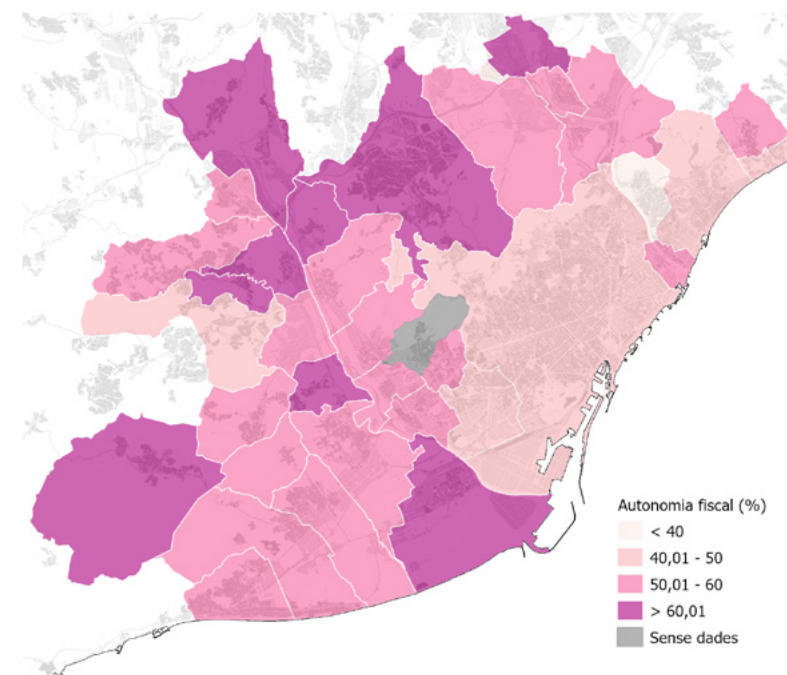 Autonomia fiscal (%)
< 40
40,01 - 50
50,01 - 60
> 60,01
Sense dades